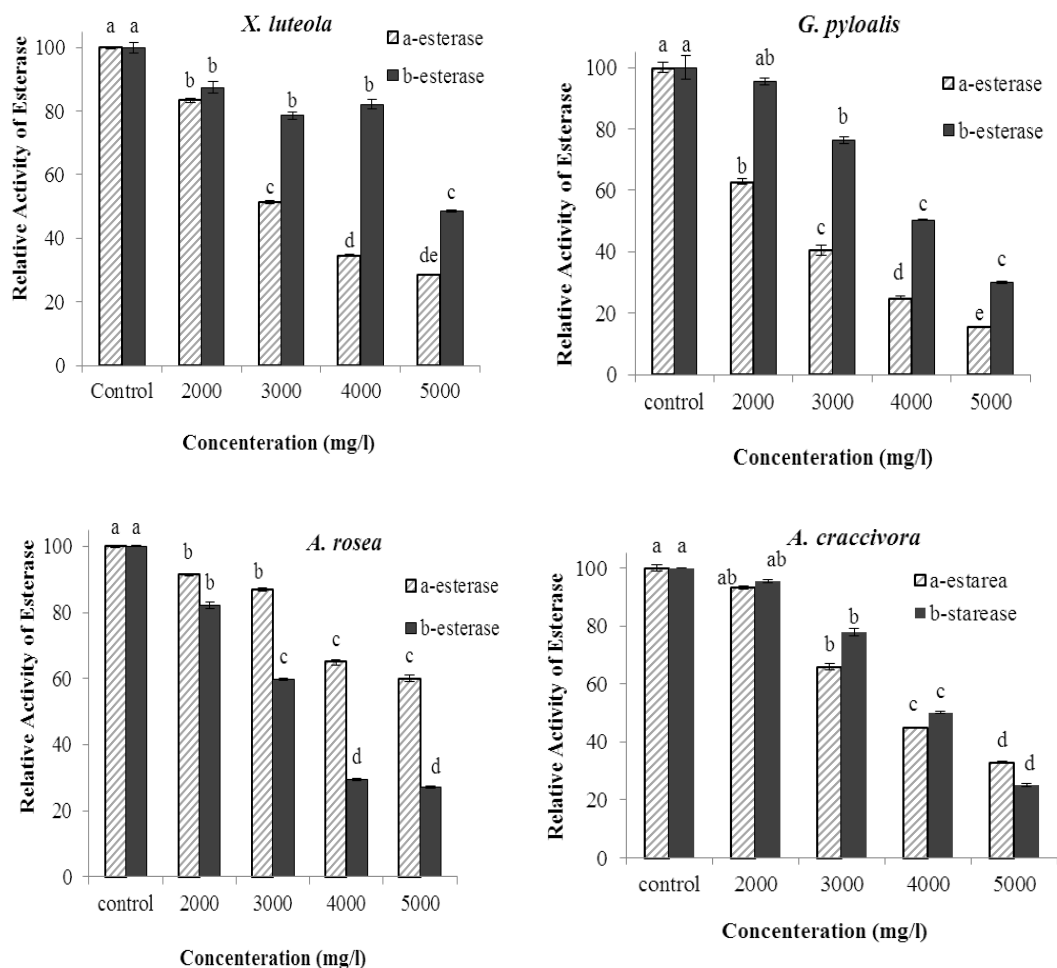 X. luteola
a a
a-esterase
b-esterase
b b
b
b
c
d
c
de
100
80
60
40
20
0
Relative Activity of Esterase
Control 2000 3000 4000 5000
Concenteration (mg/l)
G. pyloalis
a a
ab
a-esterase
b-esterase
b
b
c
c
d
c
e
100
80
60
40
20
0
Relative Activity of Esterase
control 2000 3000 4000 5000
Concenteration (mg/l)
A. rosea
a a
b
b
b
c
c
d
c
d
a-esterase
b-esterase
100
80
60
40
20
0
Relative Activity of Esterase
control 2000 3000 4000 5000
Concenteration (mg/l)
A. craccivora
a a
ab
ab
b
b
c c
d
d
a-estarea
b-starease
100
80
60
40
20
0
Relative Activity of Esterase
control 2000 3000 4000 5000
Concenteration (mg/l)